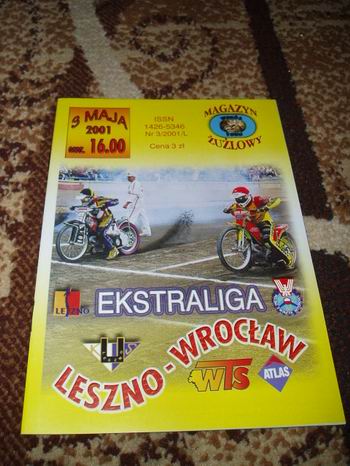 3 MAJA
2001
GODZ. 16.00
ISSN
1426-5346
Nr 3/2001/L
Cena 3 zł
MAGAZYN
ŻUŻLOWY
EKSTRALIGA
LESZNO
LESZNO - WROCŁAW
WTS
ATLAS